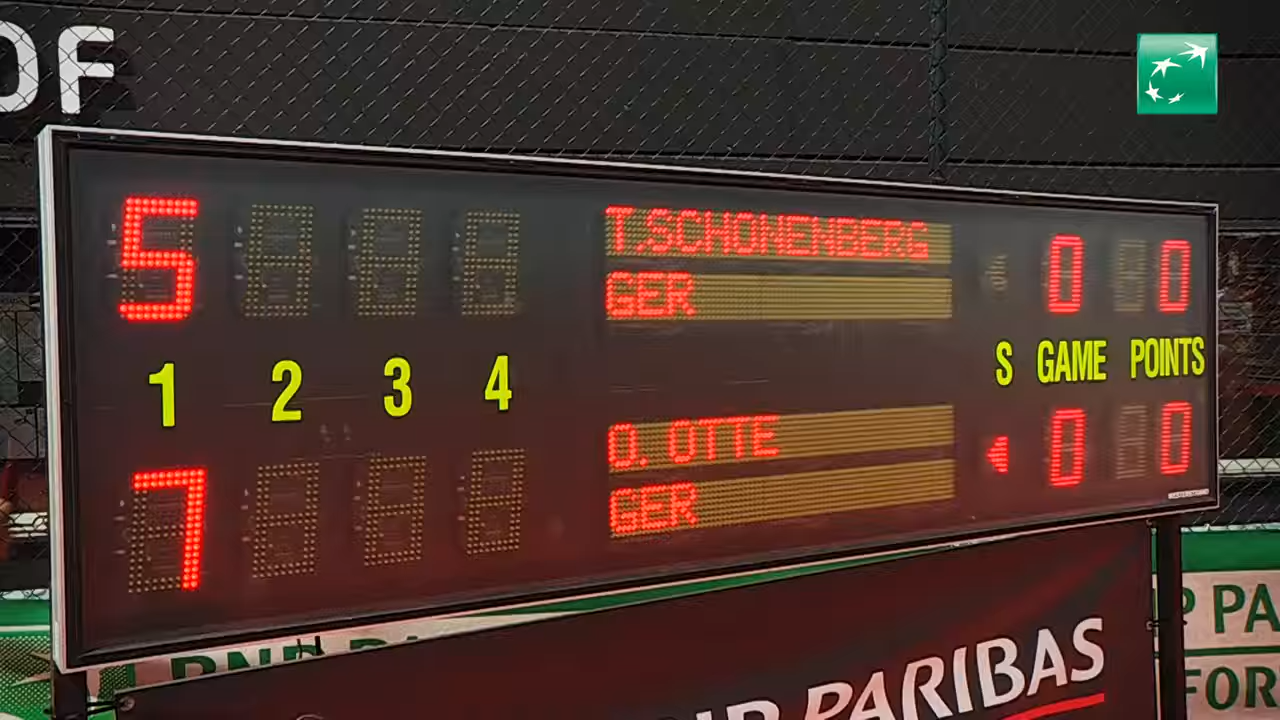 OF
5 T.SCHONENBERG 0 0
GER
1 2 3 4 S GAME POINTS
7 O. OTTE 0 0
GER
PARIBAS
P PA
FOR